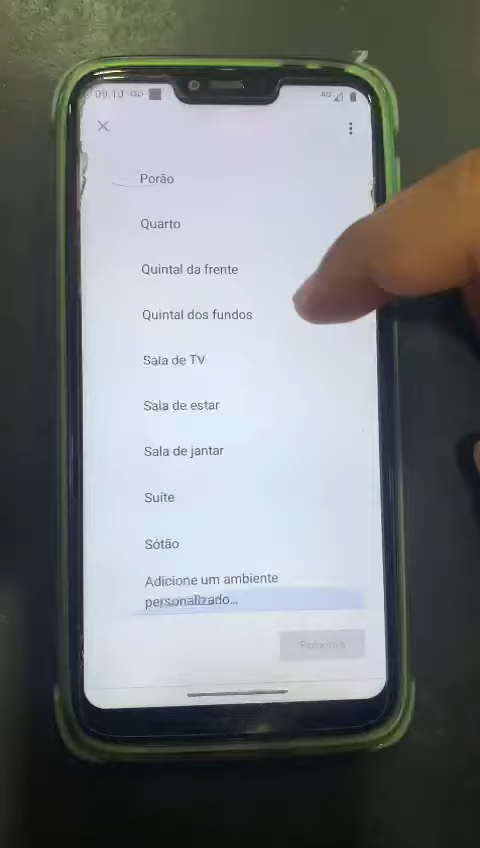 09:10
4G
Porão
Quarto
Quintal da frente
Quintal dos fundos
Sala de TV
Sala de estar
Sala de jantar
Suíte
Sótão
Adicione um ambiente
personalizado...
Próxima